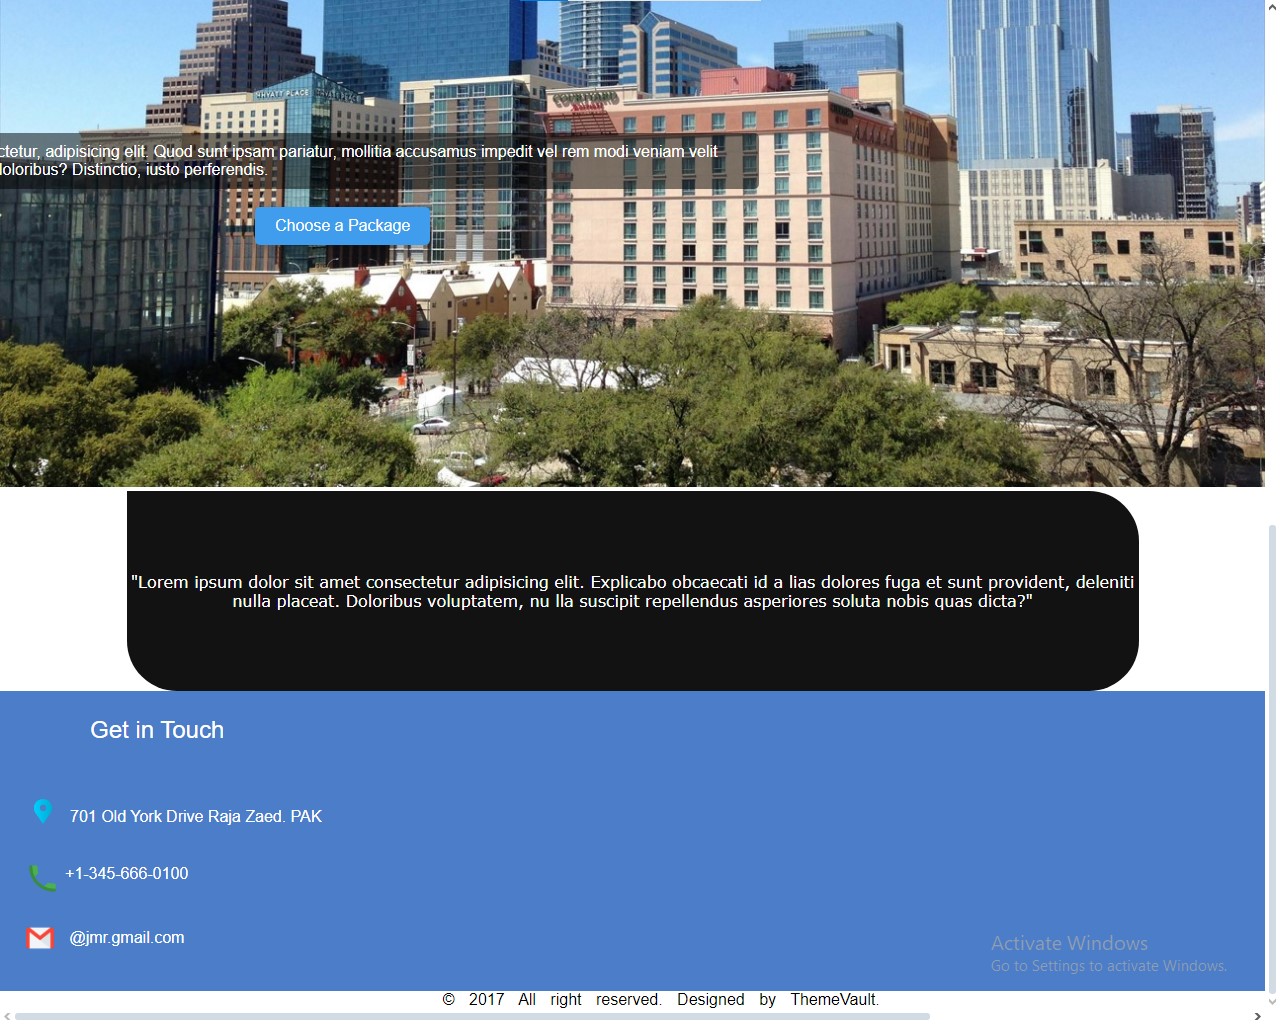 HYATT PLACE
COURTYARD
adipisicing elit. Quod sunt ipsam pariatur, mollitia accusamus impedit vel rem modi veniam velit
Distinctio, iusto perferendis.
Choose a Package
"Lorem ipsum dolor sit amet consectetur adipisicing elit. Explicabo obcaecati id a lias dolores fuga et sunt provident, deleniti
nulla placeat. Doloribus voluptatem, nu lla suscipit repellendus asperiores soluta nobis quas dicta?"
Get in Touch
701 Old York Drive Raja Zaed. PAK
+1-345-666-0100
@jmr.gmail.com
Activate Windows
Go to Settings to activate Windows.
© 2017 All right reserved. Designed by ThemeVault.